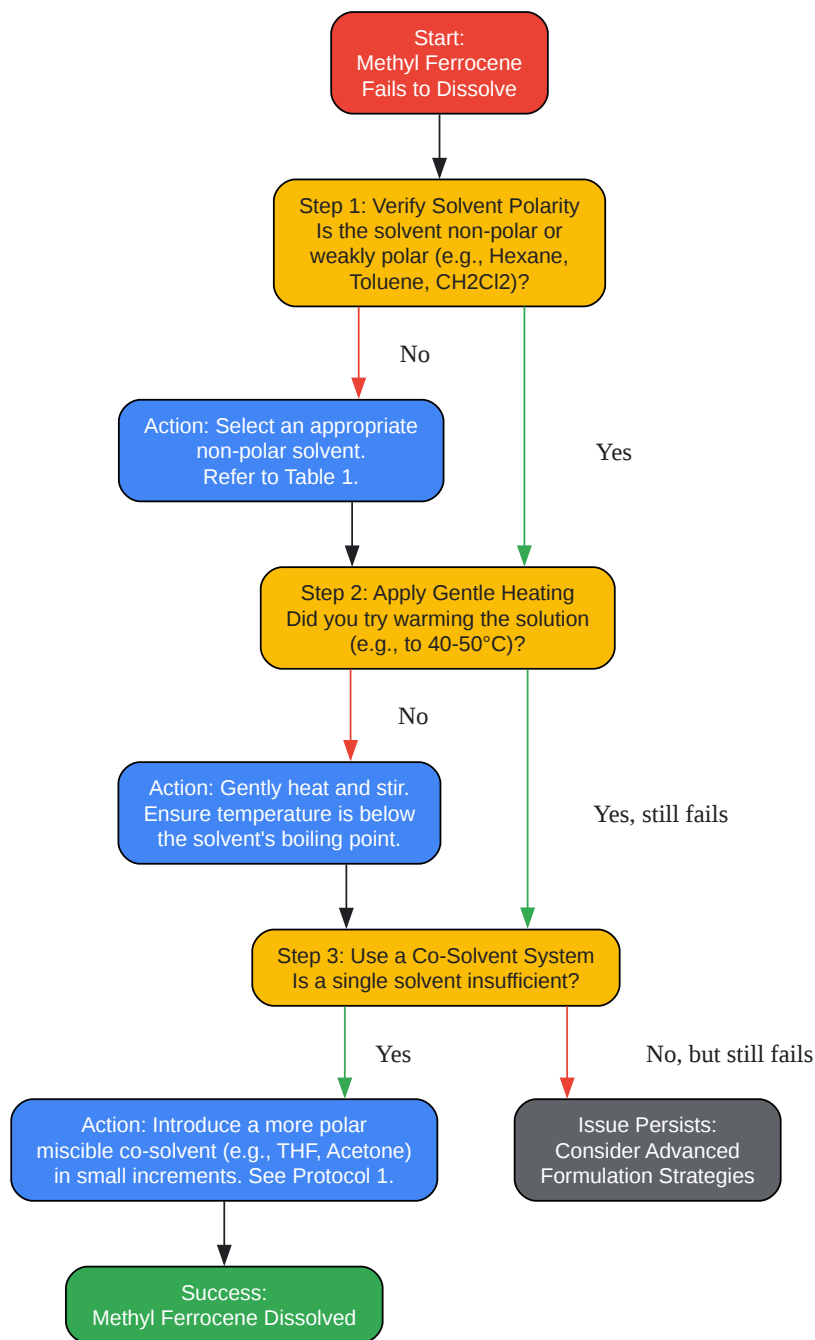 Start:
Methyl Ferrocene
Fails to Dissolve
Step 1: Verify Solvent Polarity
Is the solvent non-polar or
weakly polar (e.g., Hexane,
Toluene, CH2Cl2)?
No
Action: Select an appropriate
non-polar solvent.
Refer to Table 1.
Yes
Step 2: Apply Gentle Heating
Did you try warming the solution
(e.g., to 40-50°C)?
No
Action: Gently heat and stir.
Ensure temperature is below
the solvent's boiling point.
Yes, still fails
Step 3: Use a Co-Solvent System
Is a single solvent insufficient?
Yes
No, but still fails
Action: Introduce a more polar
miscible co-solvent (e.g., THF, Acetone)
in small increments. See Protocol 1.
Issue Persists:
Consider Advanced
Formulation Strategies
Success:
Methyl Ferrocene Dissolved